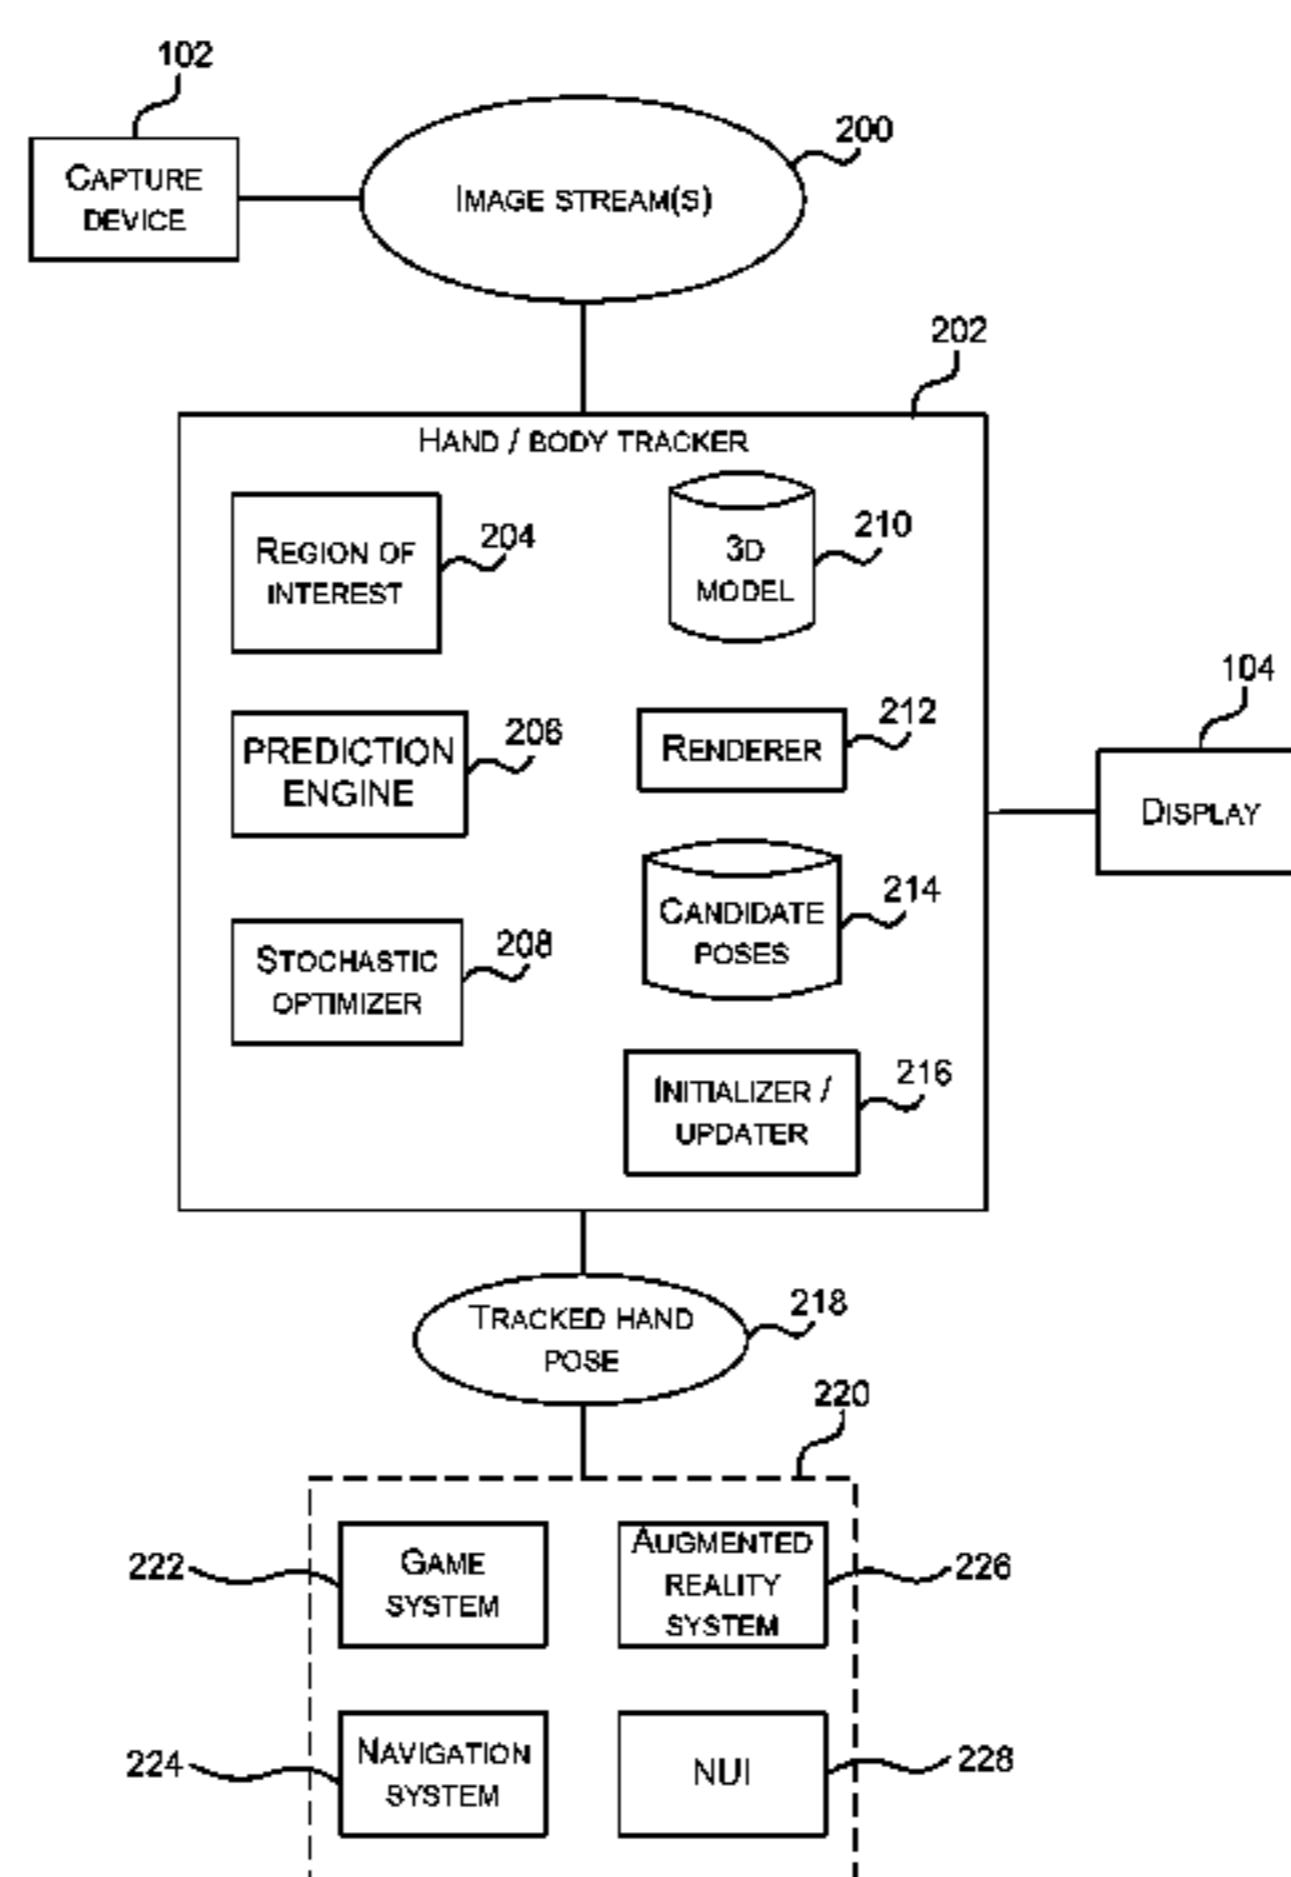 102
CAPTURE
DEVICE
200
IMAGE STREAM(S)
202
HAND / BODY TRACKER
REGION OF
INTEREST
204
3D
MODEL
210
104
PREDICTION
ENGINE
206
RENDERER
212
DISPLAY
CANDIDATE
POSES
214
STOCHASTIC
OPTIMIZER
208
INITIALIZER /
UPDATER
216
TRACKED HAND
POSE
218
220
222
GAME
SYSTEM
AUGMENTED
REALITY
SYSTEM
226
224
NAVIGATION
SYSTEM
NUI
228